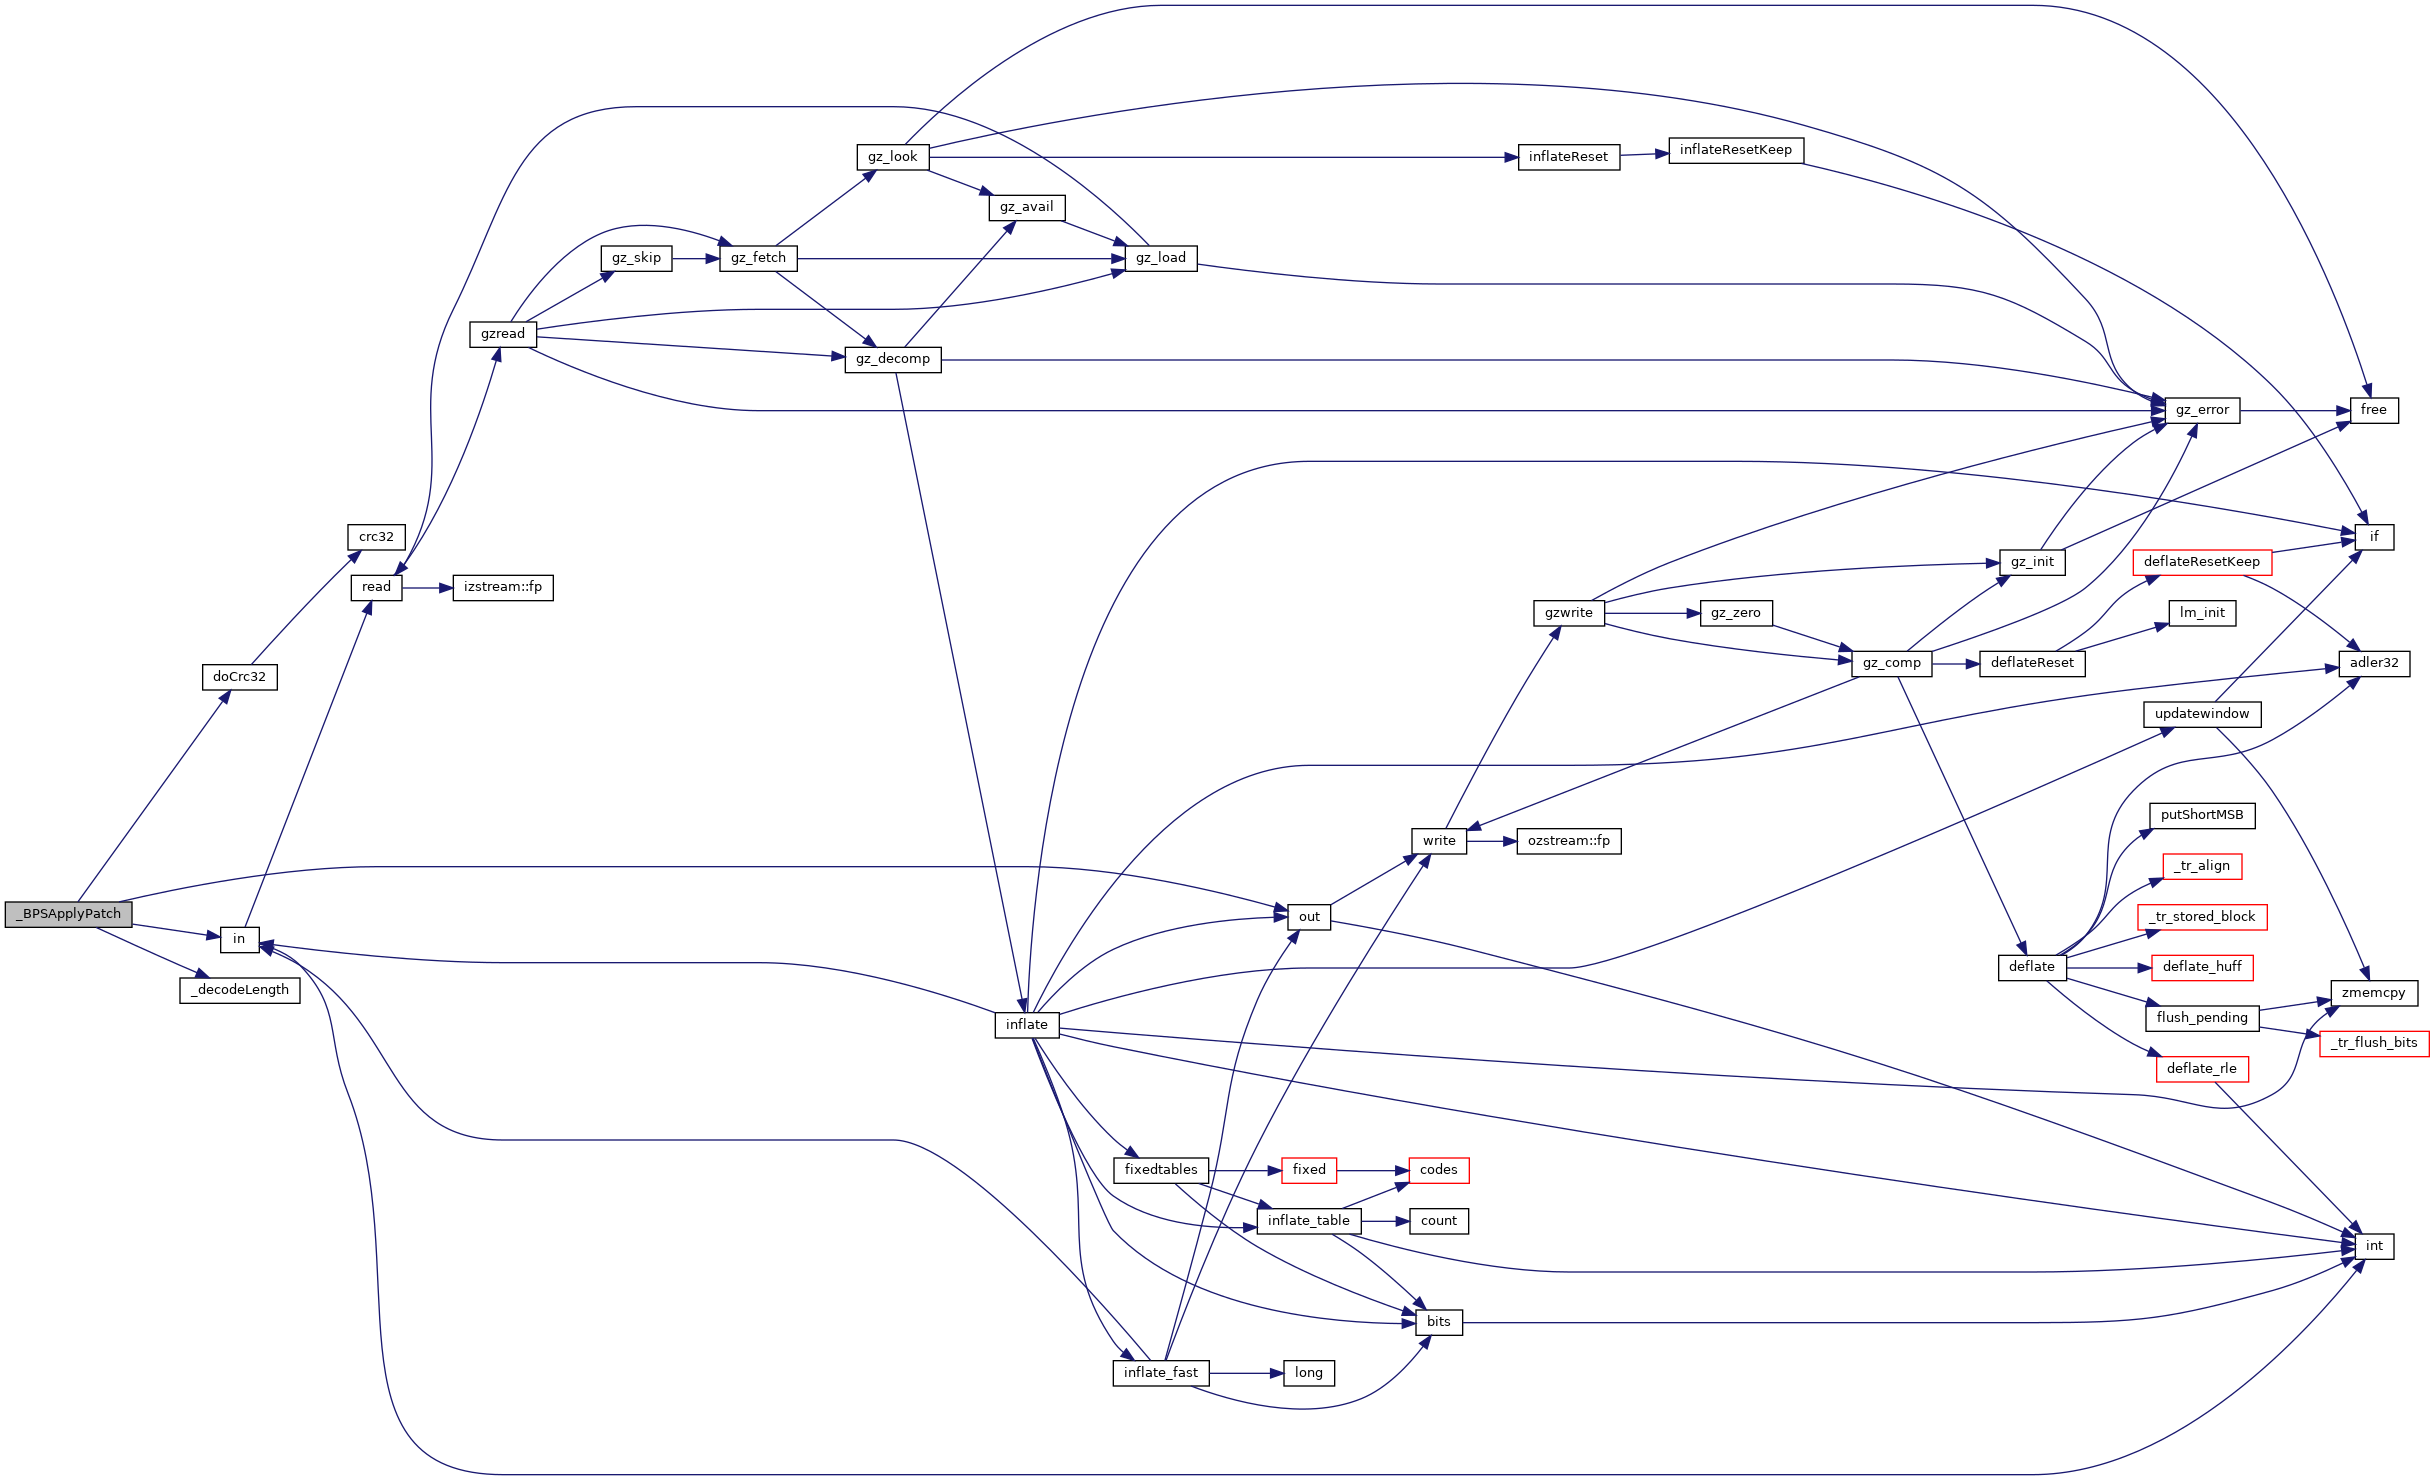 _BPSApplyPatch
doCrc32
in
_decodeLength
crc32
read
gzread
izstream::fp
gz_skip
gz_fetch
gz_look
gz_decomp
gz_avail
inflate
gz_load
fixedtables
inflate_fast
out
fixed
inflate_table
long
write
codes
count
bits
inflateReset
gzwrite
ozstream::fp
inflateResetKeep
gz_zero
gz_comp
gz_init
deflateReset
deflate
gz_error
deflateResetKeep
lm_init
updatewindow
putShortMSB
_tr_align
_tr_stored_block
deflate_huff
flush_pending
deflate_rle
free
if
adler32
zmemcpy
_tr_flush_bits
int